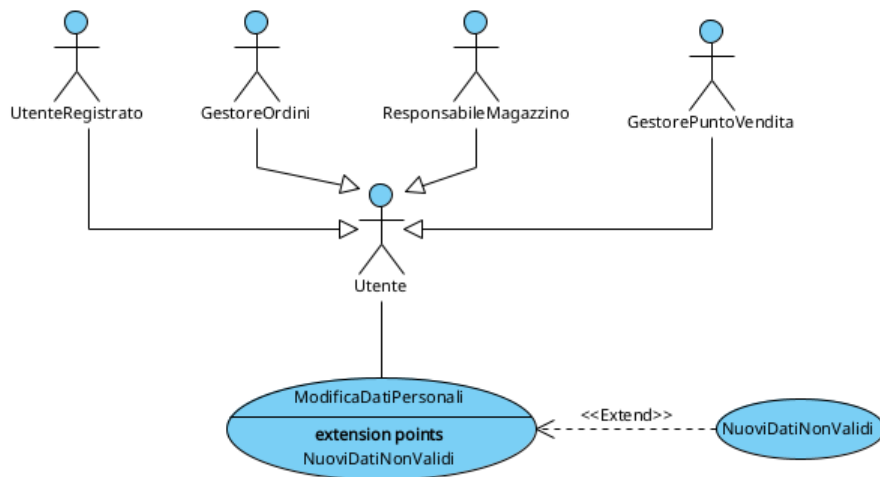 UtenteRegistrato
GestoreOrdini
ResponsabileMagazzino
GestorePuntoVendita
Utente
ModificaDatiPersonali
extension points
NuoviDatiNonValidi
<<Extend>>
NuoviDatiNonValidi